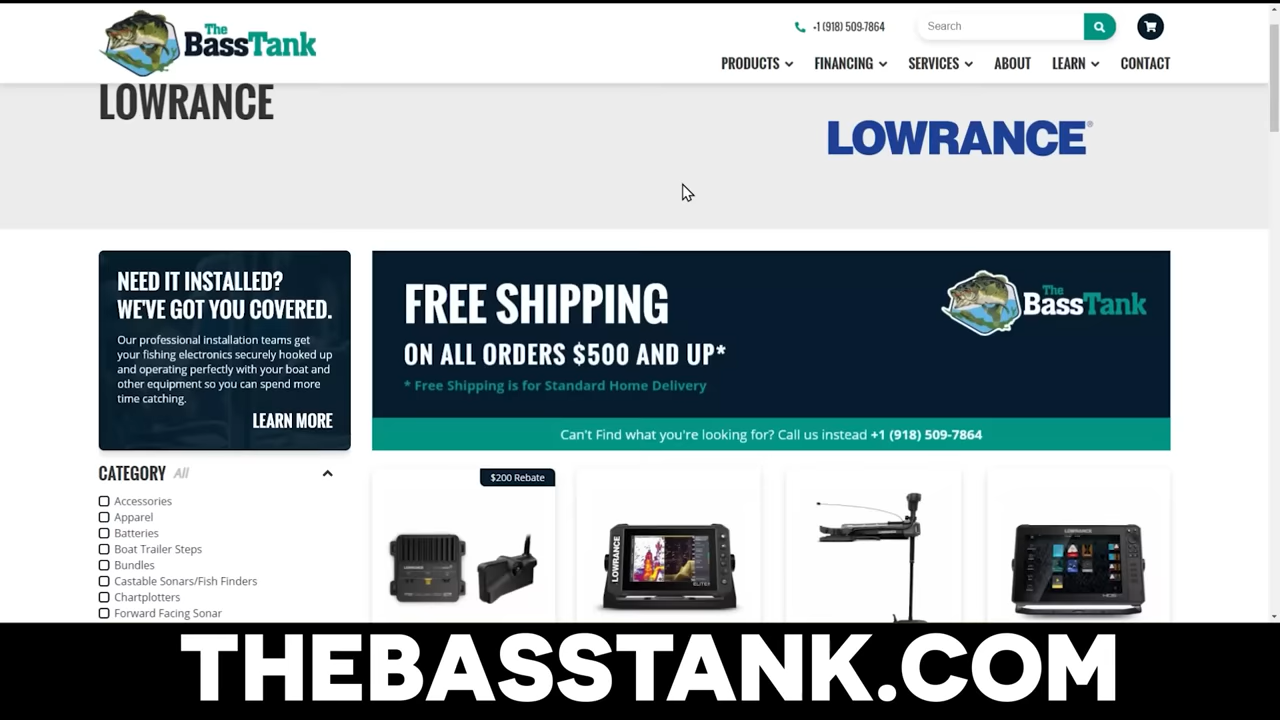 The
BassTank
+1 (918) 509-7864
Search
PRODUCTS
FINANCING
SERVICES
ABOUT
LEARN
CONTACT
LOWRANCE
LOWRANCE®
NEED IT INSTALLED?
WE'VE GOT YOU COVERED.
Our professional installation teams get
your fishing electronics securely hooked up
and operating perfectly with your boat and
other equipment so you can spend more
time catching.
LEARN MORE
FREE SHIPPING
ON ALL ORDERS $500 AND UP*
* Free Shipping is for Standard Home Delivery
The
BassTank
Can't Find what you're looking for? Call us instead +1 (918) 509-7864
CATEGORY All
Accessories
Apparel
Batteries
Boat Trailer Steps
Bundles
Castable Sonars/Fish Finders
Chartplotters
Forward Facing Sonar
$200 Rebate
LOWRANCE
ELITE
LOWRANCE
HDS
THEBASSTANK.COM